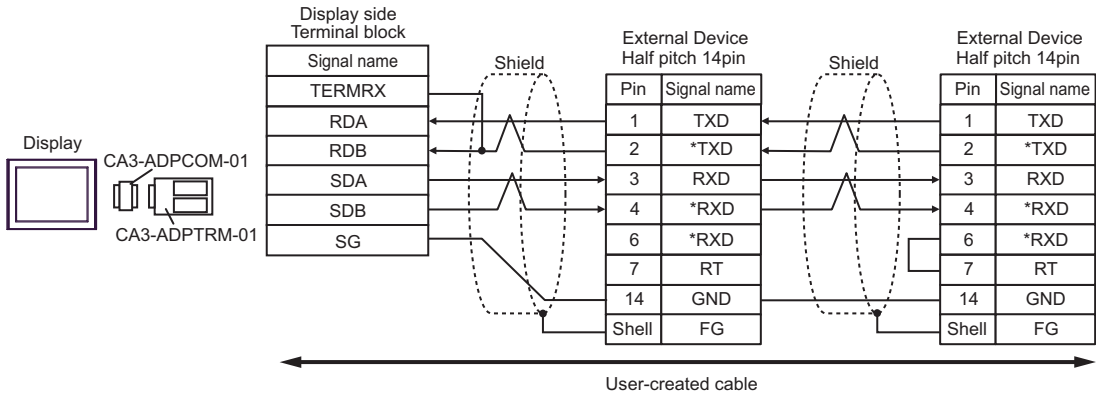 Display
CA3-ADPCOM-01
CA3-ADPTRM-01
Display side
Terminal block
Signal name
TERMRX
RDA
RDB
SDA
SDB
SG
Shield
External Device
Half pitch 14pin
Pin Signal name
1 TXD
2 *TXD
3 RXD
4 *RXD
6 *RXD
7 RT
14 GND
Shell FG
Shield
External Device
Half pitch 14pin
Pin Signal name
1 TXD
2 *TXD
3 RXD
4 *RXD
6 *RXD
7 RT
14 GND
Shell FG
User-created cable